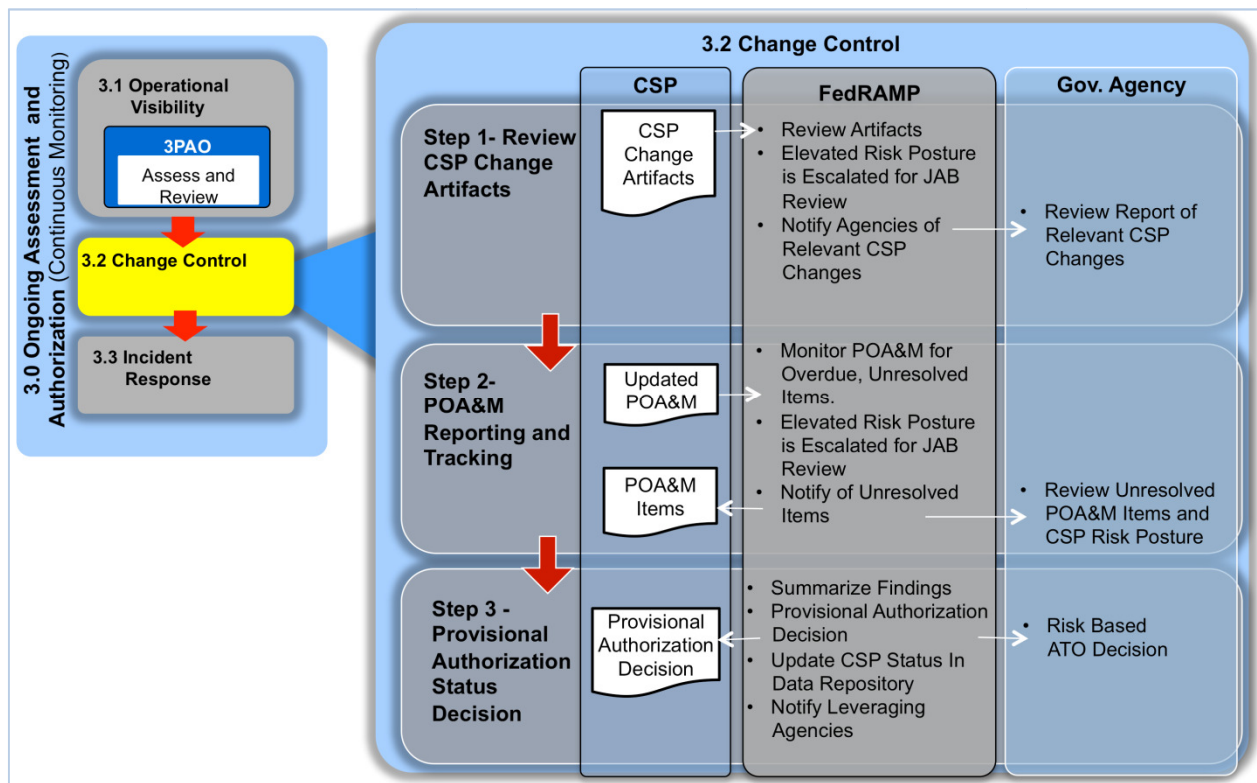 3.0 Ongoing Assessment and
Authorization (Continuous Monitoring)
3.1 Operational
Visibility
3PAO
Assess and
Review
3.2 Change Control
3.3 Incident
Response
3.2 Change Control
CSP
FedRAMP
Gov. Agency
Step 1- Review
CSP Change
Artifacts
CSP
Change
Artifacts
• Review Artifacts
• Elevated Risk Posture
is Escalated for JAB
Review
• Notify Agencies of
Relevant CSP
Changes
• Review Report of
Relevant CSP
Changes
Step 2-
POA&M
Reporting and
Tracking
Updated
POA&M
POA&M
Items
• Monitor POA&M for
Overdue, Unresolved
Items.
• Elevated Risk Posture
is Escalated for JAB
Review
• Notify of Unresolved
Items
• Review Unresolved
POA&M Items and
CSP Risk Posture
Step 3 -
Provisional
Authorization
Status
Decision
Provisional
Authorization
Decision
• Summarize Findings
• Provisional Authorization
Decision
• Update CSP Status In
Data Repository
• Notify Leveraging
Agencies
• Risk Based
ATO Decision